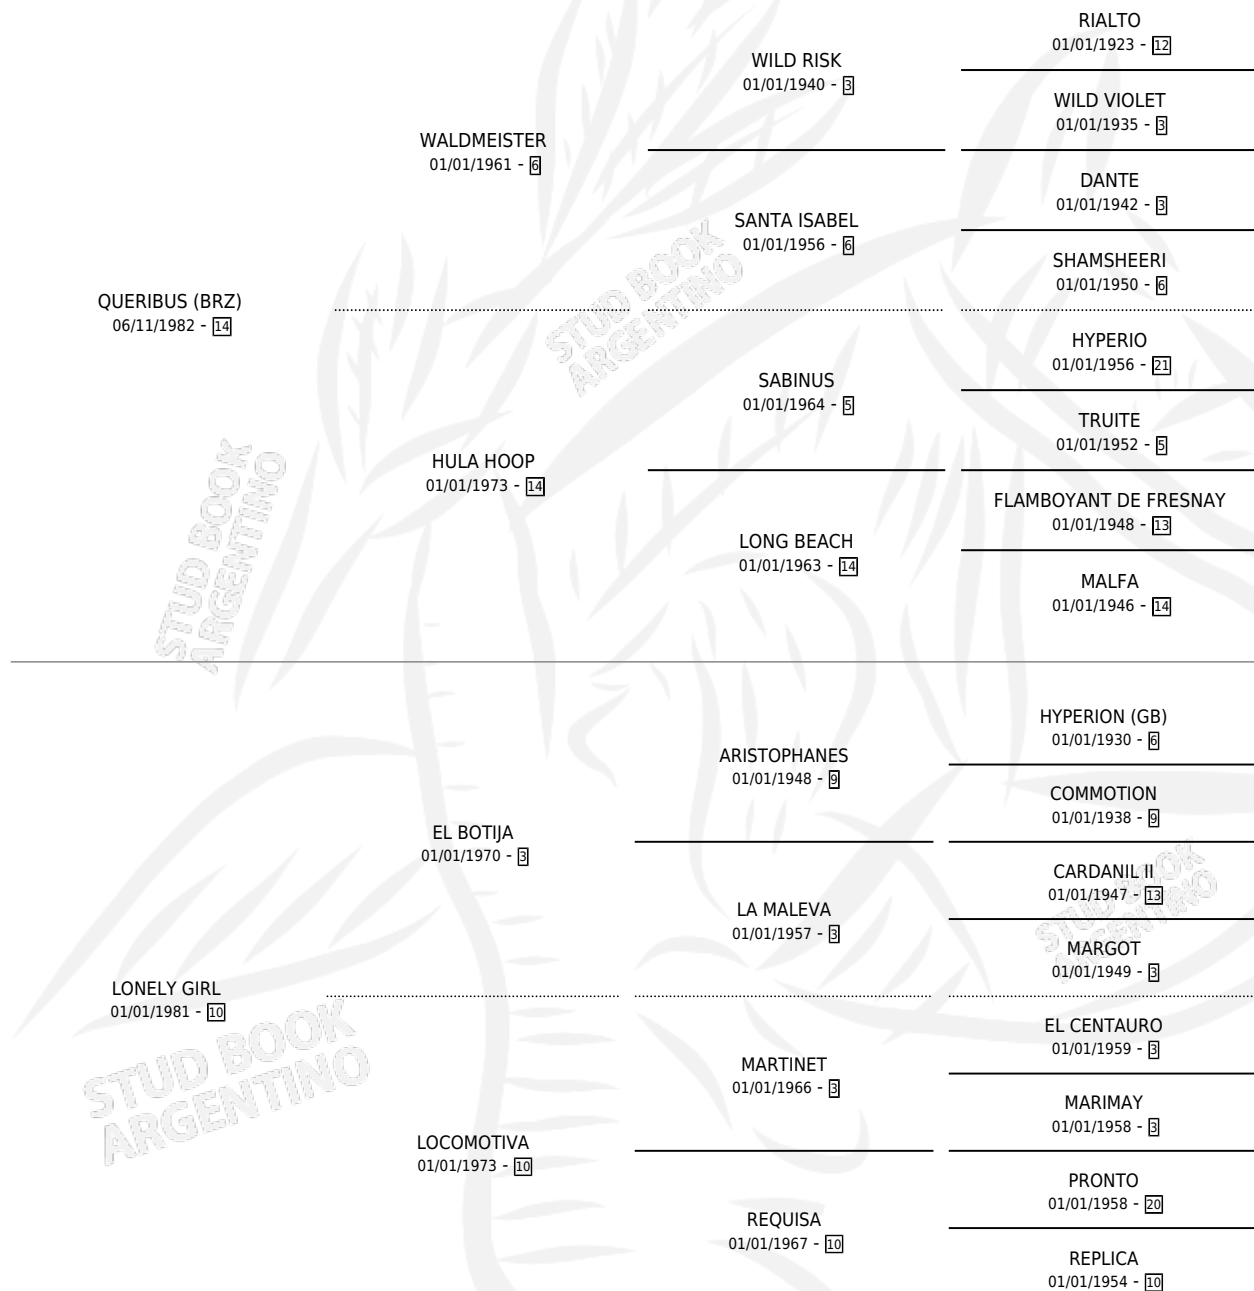 RIALTO
01/01/1923 - 12
WILD RISK
01/01/1940 - 3
WILD VIOLET
01/01/1935 - 3
WALDMEISTER
01/01/1961 - 6
DANTE
01/01/1942 - 3
SANTA ISABEL
01/01/1956 - 6
SHAMSHEERI
01/01/1950 - 6
QUERIBUS (BRZ)
06/11/1982 - 14
HYPERIO
01/01/1956 - 21
SABINUS
01/01/1964 - 5
TRUITE
01/01/1952 - 5
HULA HOOP
01/01/1973 - 14
FLAMBOYANT DE FRESNAY
01/01/1948 - 13
LONG BEACH
01/01/1963 - 14
MALFA
01/01/1946 - 14
HYPERION (GB)
01/01/1930 - 6
ARISTOPHANES
01/01/1948 - 9
COMMOTION
01/01/1938 - 9
EL BOTIJA
01/01/1970 - 3
CARDANIL II
01/01/1947 - 13
LA MALEVA
01/01/1957 - 3
MARGOT
01/01/1949 - 3
LONELY GIRL
01/01/1981 - 10
EL CENTAURO
01/01/1959 - 3
MARTINET
01/01/1966 - 3
MARIMAY
01/01/1958 - 3
LOCOMOTIVA
01/01/1973 - 10
PRONTO
01/01/1958 - 20
REQUISA
01/01/1967 - 10
REPLICA
01/01/1954 - 10
STUD BOOK
ARGENTINO
STUD BOOK
ARGENTINO
STUD BOOK
ARGENTINO
STUD BOOK
ARGENTINO